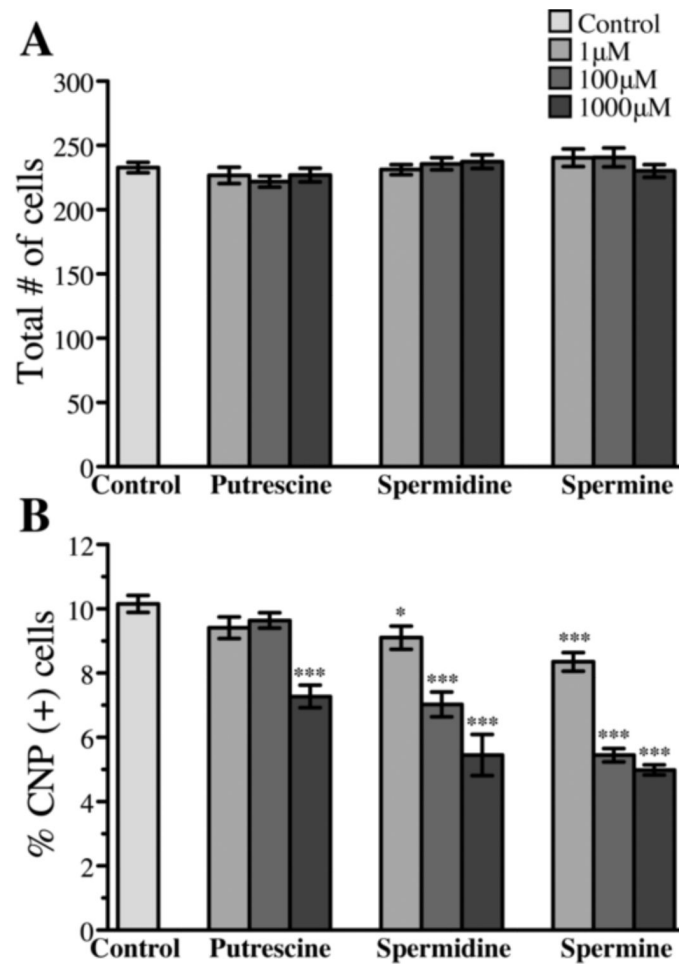 A
Control
1µM
100µM
1000µM
Total # of cells
300
250
200
150
100
50
0
Control Putrescine Spermidine Spermine
B
% CNP (+) cells
12
10
8
6
4
2
0
***
*
***
***
***
***
***
Control Putrescine Spermidine Spermine